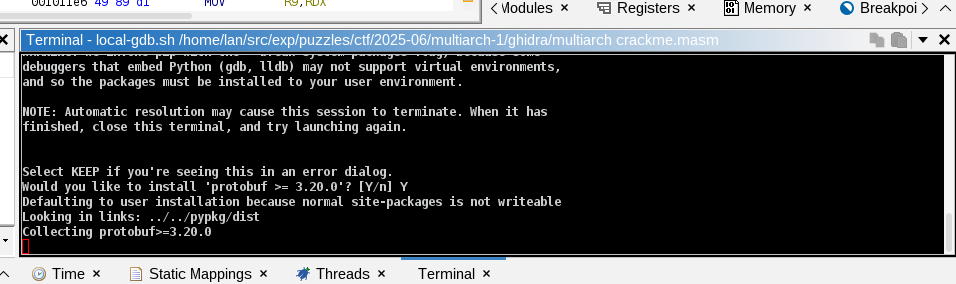 001011e6 49 89 d1 MOV R9,RDX
Modules × Registers × Memory × Breakpoi
Terminal - local-gdb.sh /home/lan/src/exp/puzzles/ctf/2025-06/multiarch-1/ghidra/multiarch crackme.masm
debuggers that embed Python (gdb, lldb) may not support virtual environments,
and so the packages must be installed to your user environment.
NOTE: Automatic resolution may cause this session to terminate. When it has
finished, close this terminal, and try launching again.
Select KEEP if you're seeing this in an error dialog.
Would you like to install 'protobuf >= 3.20.0'? [Y/n] Y
Defaulting to user installation because normal site-packages is not writeable
Looking in links: ../../pypkg/dist
Collecting protobuf>=3.20.0
Time × Static Mappings × Threads × Terminal ×